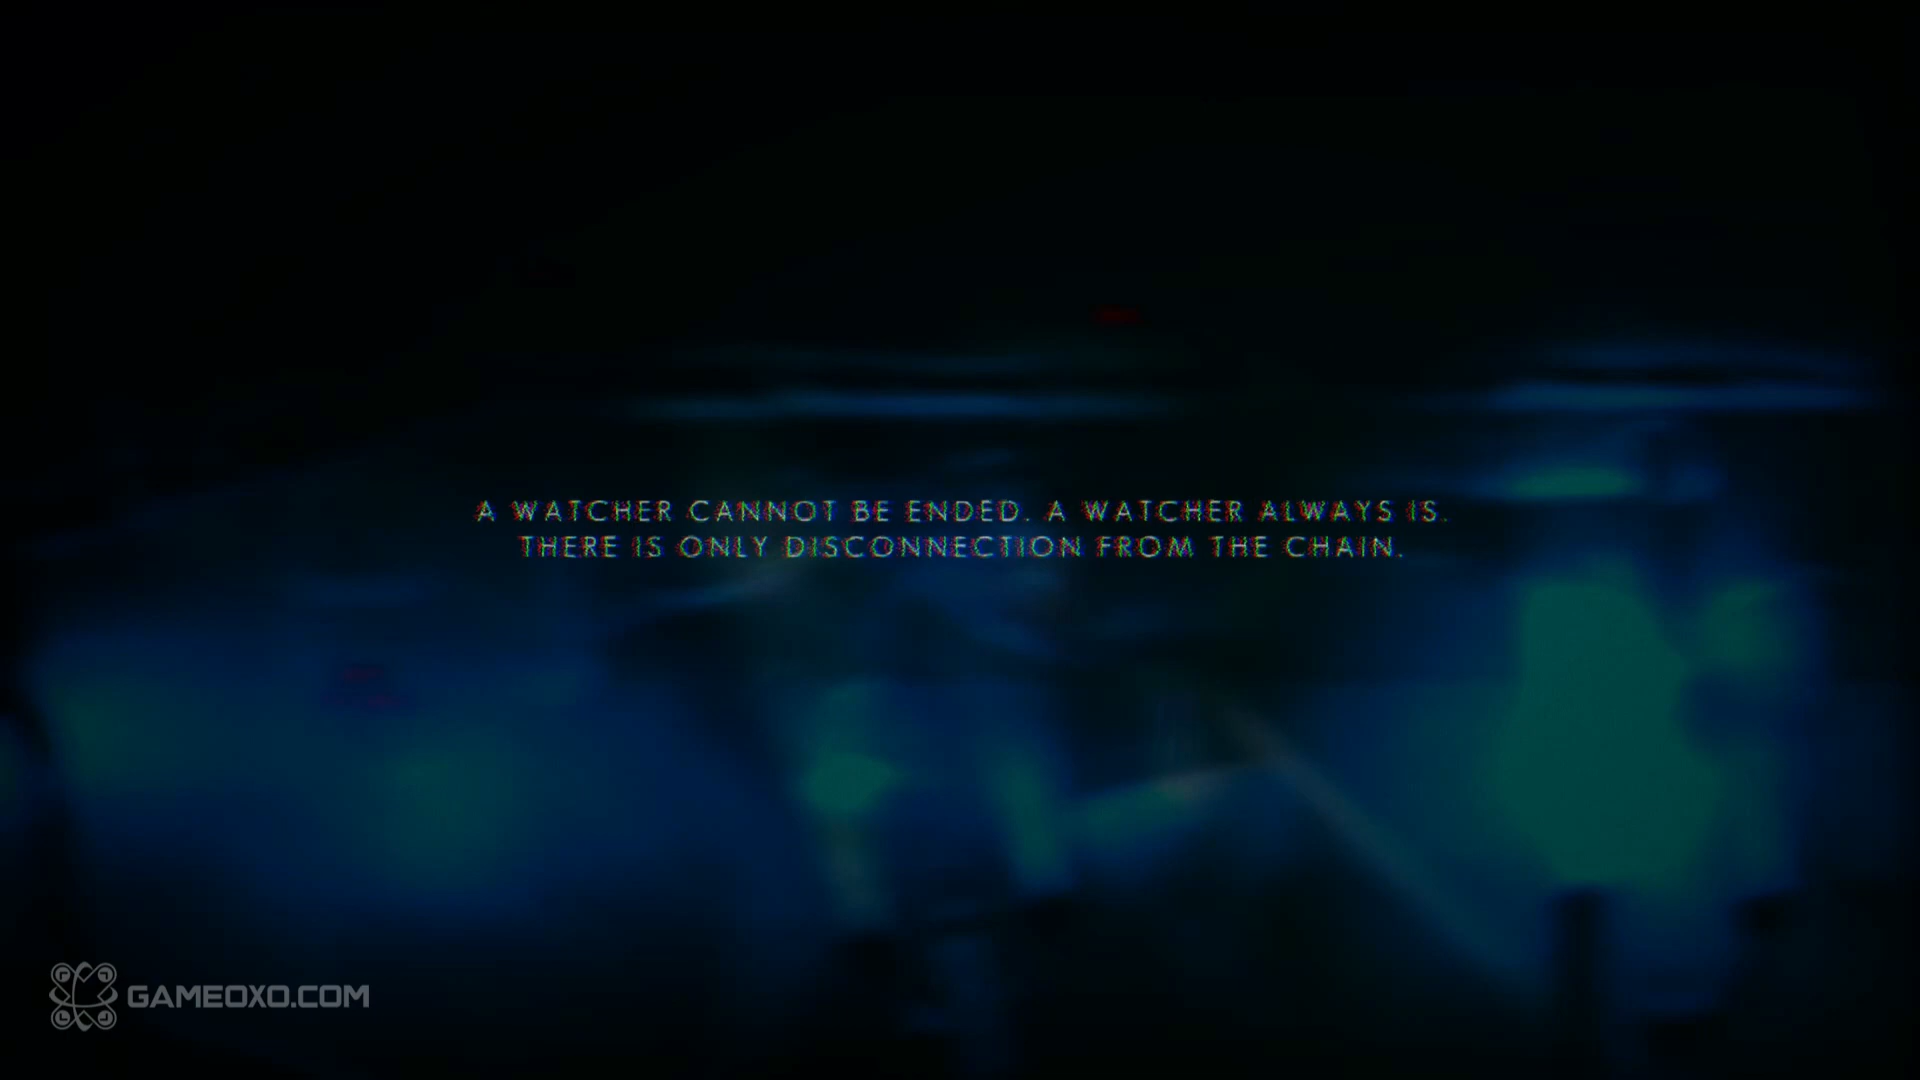 A WATCHER CANNOT BE ENDED. A WATCHER ALWAYS IS.
THERE IS ONLY DISCONNECTION FROM THE CHAIN.
GAMEOXO.COM